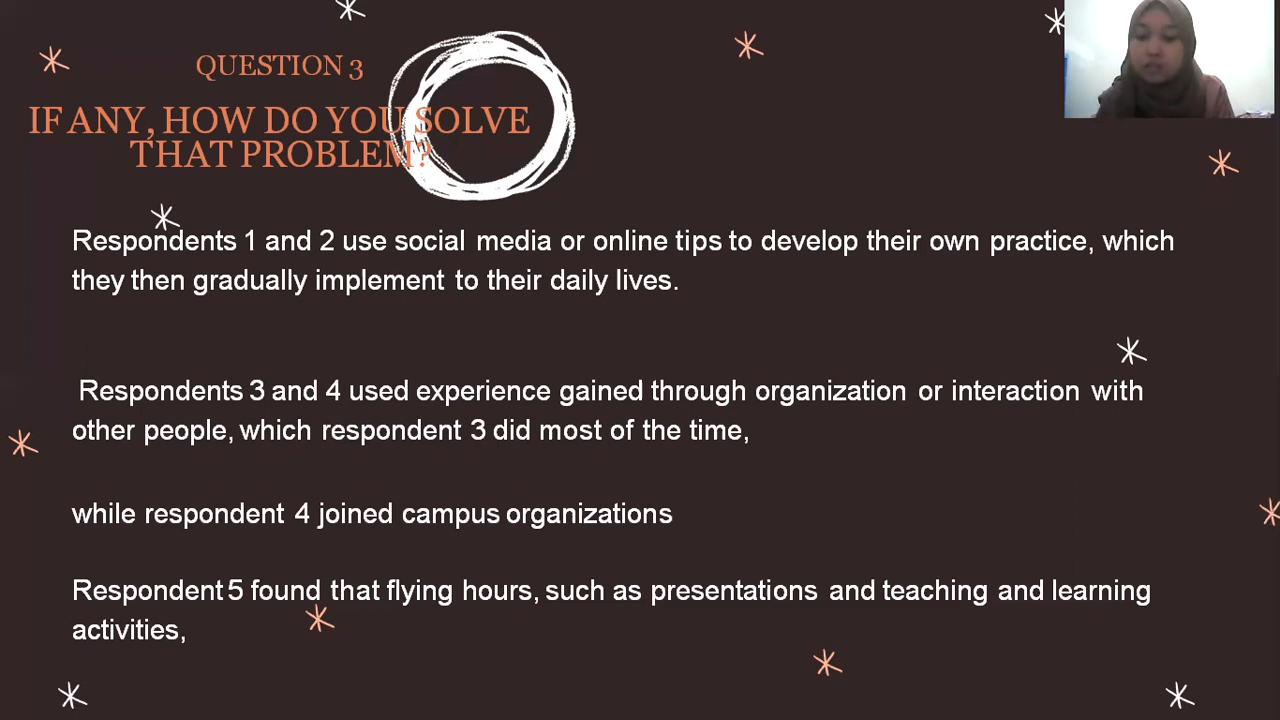 QUESTION 3
IF ANY, HOW DO YOU SOLVE
THAT PROBLEM?
Respondents 1 and 2 use social media or online tips to develop their own practice, which
they then gradually implement to their daily lives.
Respondents 3 and 4 used experience gained through organization or interaction with
other people, which respondent 3 did most of the time,
while respondent 4 joined campus organizations
Respondent 5 found that flying hours, such as presentations and teaching and learning
activities,